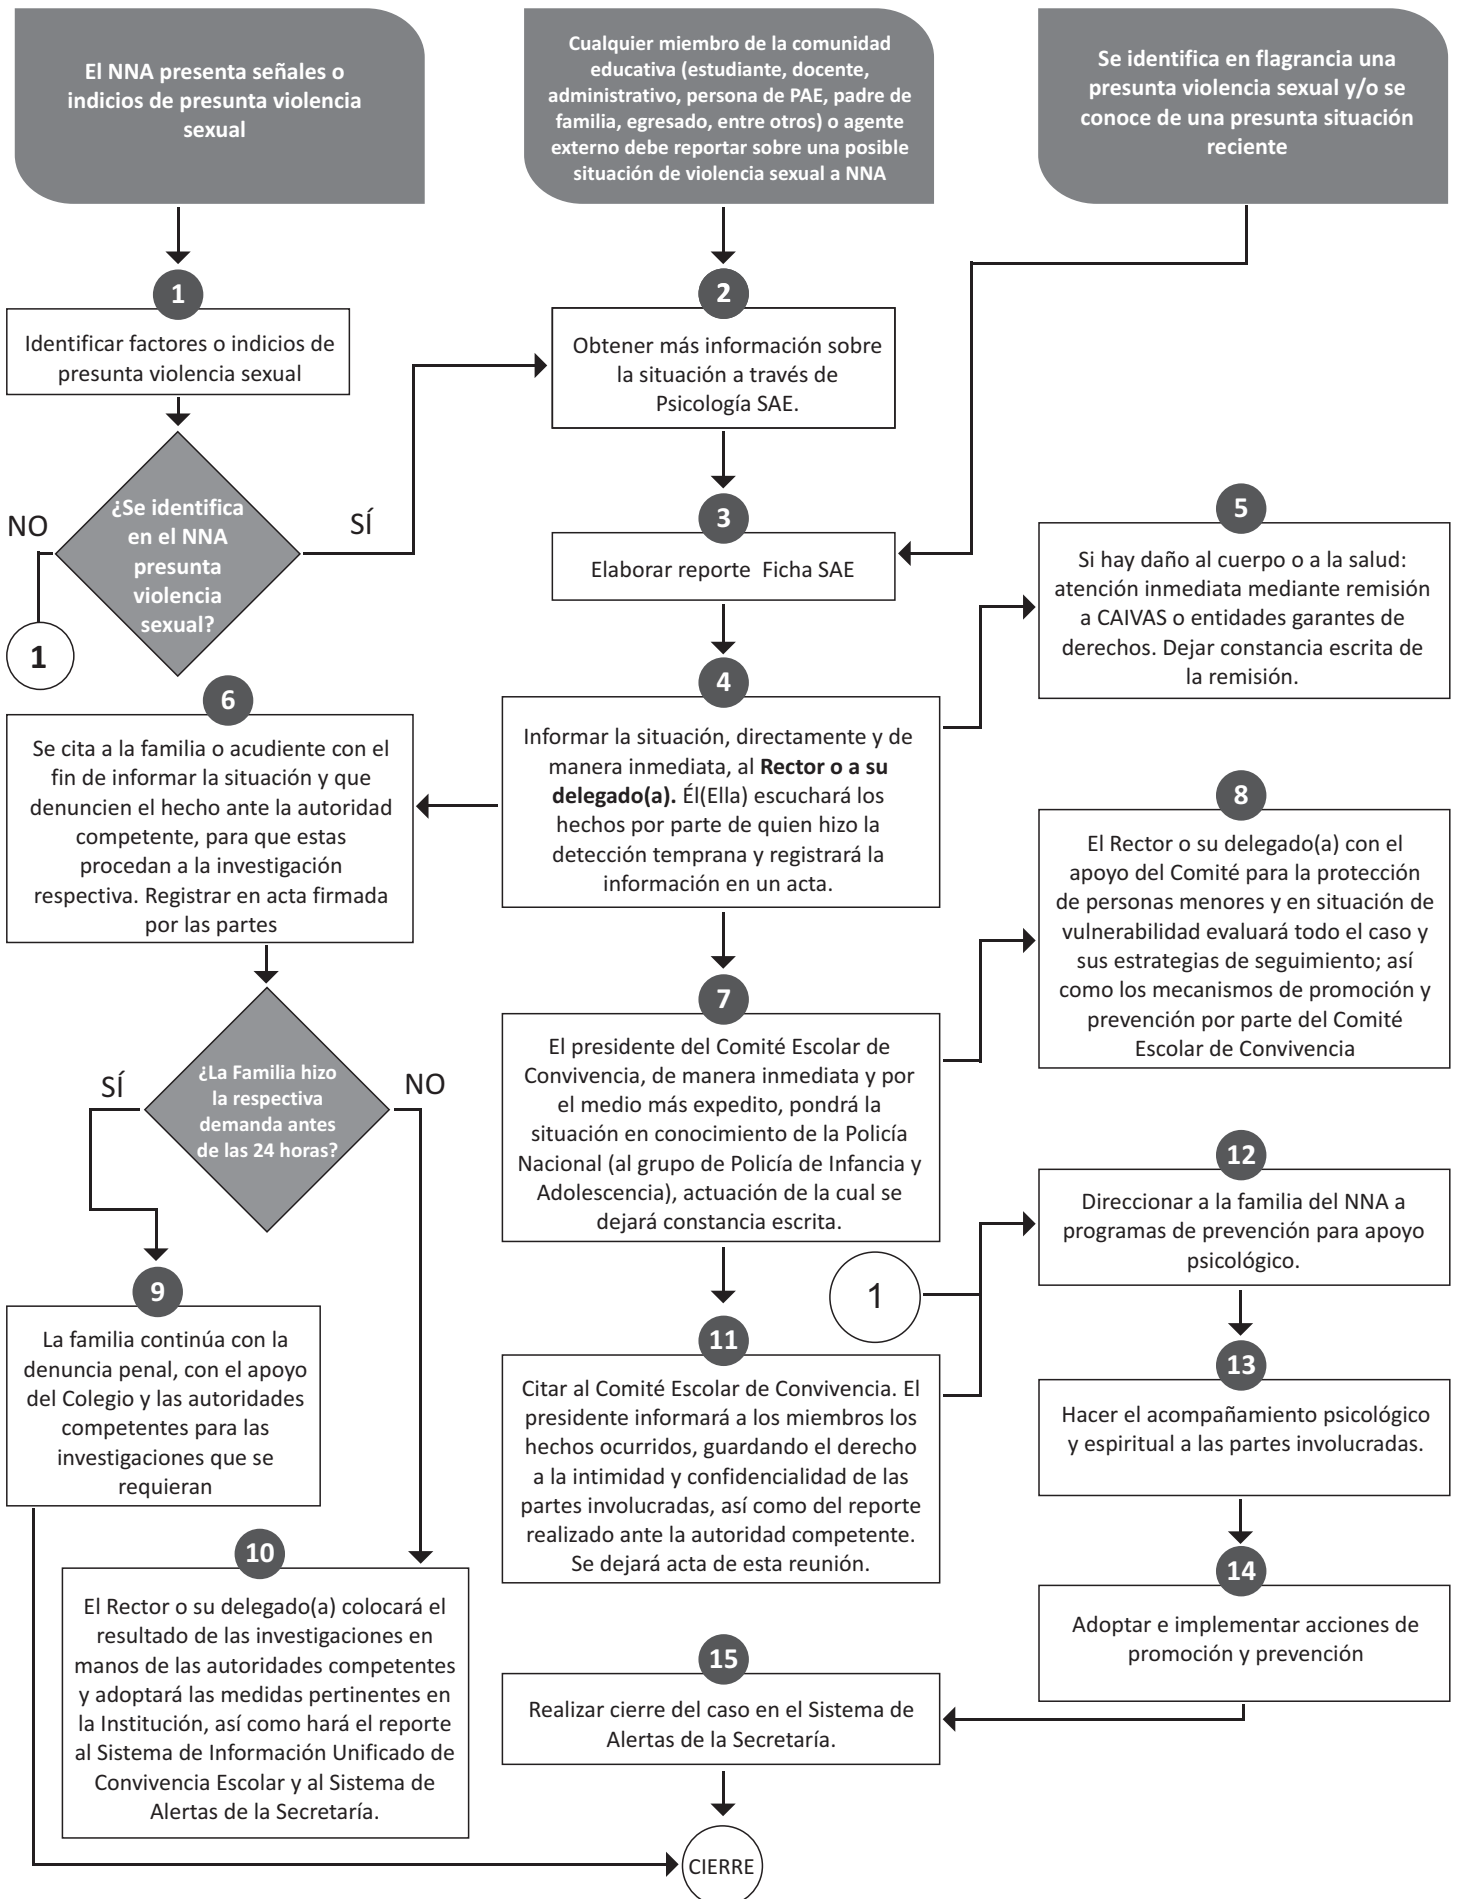 El NNA presenta señales o
indicios de presunta violencia
sexual
Cualquier miembro de la comunidad
educativa (estudiante, docente,
administrativo, persona de PAE, padre de
familia, egresado, entre otros) o agente
externo debe reportar sobre una posible
situación de violencia sexual a NNA
Se identifica en flagrancia una
presunta violencia sexual y/o se
conoce de una presunta situación
reciente
1
Identificar factores o indicios de
presunta violencia sexual
2
Obtener más información sobre
la situación a través de
Psicología SAE.
¿Se identifica
en el NNA
presunta
violencia
sexual?
NO
SÍ
1
3
Elaborar reporte Ficha SAE
5
Si hay daño al cuerpo o a la salud:
atención inmediata mediante remisión
a CAIVAS o entidades garantes de
derechos. Dejar constancia escrita de
la remisión.
4
Informar la situación, directamente y de
manera inmediata, al Rector o a su
delegado(a). Él(Ella) escuchará los
hechos por parte de quien hizo la
detección temprana y registrará la
información en un acta.
6
Se cita a la familia o acudiente con el
fin de informar la situación y que
denuncien el hecho ante la autoridad
competente, para que estas
procedan a la investigación
respectiva. Registrar en acta firmada
por las partes
8
El Rector o su delegado(a) con el
apoyo del Comité para la protección
de personas menores y en situación de
vulnerabilidad evaluará todo el caso y
sus estrategias de seguimiento; así
como los mecanismos de promoción y
prevención por parte del Comité
Escolar de Convivencia
7
El presidente del Comité Escolar de
Convivencia, de manera inmediata y por
el medio más expedito, pondrá la
situación en conocimiento de la Policía
Nacional (al grupo de Policía de Infancia y
Adolescencia), actuación de la cual se
dejará constancia escrita.
¿La Familia hizo
la respectiva
demanda antes
de las 24 horas?
SÍ
NO
12
Direccionar a la familia del NNA a
programas de prevención para apoyo
psicológico.
1
9
La familia continúa con la
denuncia penal, con el apoyo
del Colegio y las autoridades
competentes para las
investigaciones que se
requieran
11
Citar al Comité Escolar de Convivencia. El
presidente informará a los miembros los
hechos ocurridos, guardando el derecho
a la intimidad y confidencialidad de las
partes involucradas, así como del reporte
realizado ante la autoridad competente.
Se dejará acta de esta reunión.
13
Hacer el acompañamiento psicológico
y espiritual a las partes involucradas.
10
El Rector o su delegado(a) colocará el
resultado de las investigaciones en
manos de las autoridades competentes
y adoptará las medidas pertinentes en
la Institución, así como hará el reporte
al Sistema de Información Unificado de
Convivencia Escolar y al Sistema de
Alertas de la Secretaría.
14
Adoptar e implementar acciones de
promoción y prevención
15
Realizar cierre del caso en el Sistema de
Alertas de la Secretaría.
CIERRE